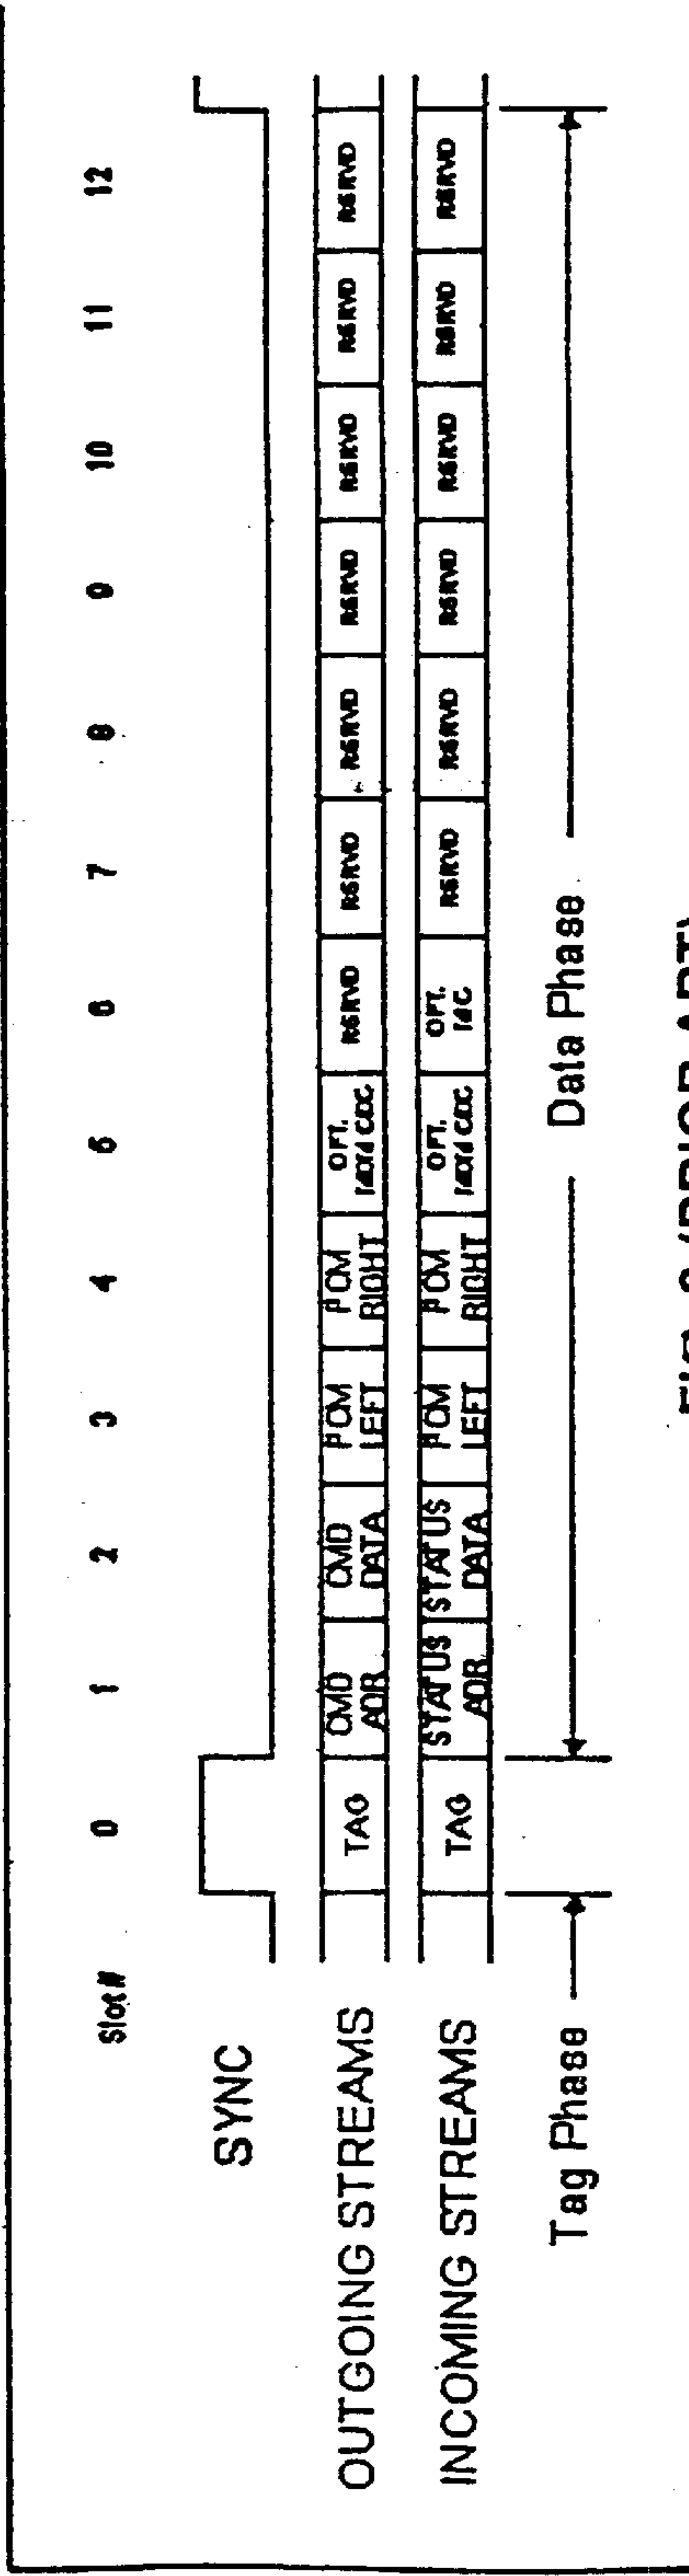 Slot # 0 1 2 3 4 5 6 7 8 9 10 11 12
SYNC
OUTGOING STREAMS TAG CMD ADR CMD DATA PCM LEFT PCM RIGHT OPT. RSRVD RSRVD RSRVD RSRVD RSRVD RSRVD RSRVD
INCOMING STREAMS TAG STATUS ADR STATUS DATA PCM LEFT PCM RIGHT OPT. OPT. RSRVD RSRVD RSRVD RSRVD RSRVD RSRVD
Tag Phase Data Phase